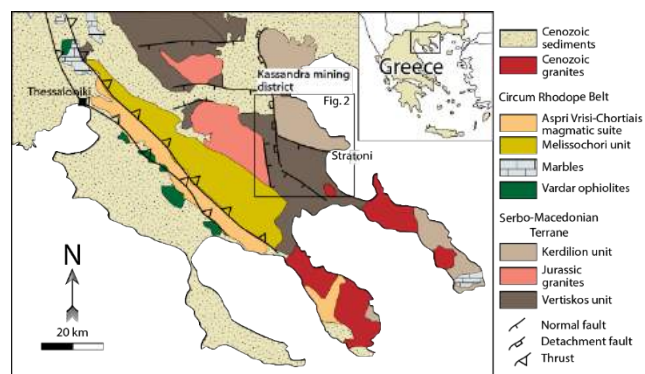 Greece
Kassandra mining
district
Fig. 2
Thessaloniki
Stratoni
N
20 km
Cenozoic
sediments
Cenozoic
granites
Circum Rhodope Belt
Aspri Vrisi-Chortiais
magmatic suite
Melissochori unit
Marbles
Vardar ophiolites
Serbo-Macedonian
Terrane
Kerdilion unit
Jurassic
granites
Vertiskos unit
Normal fault
Detachment fault
Thrust